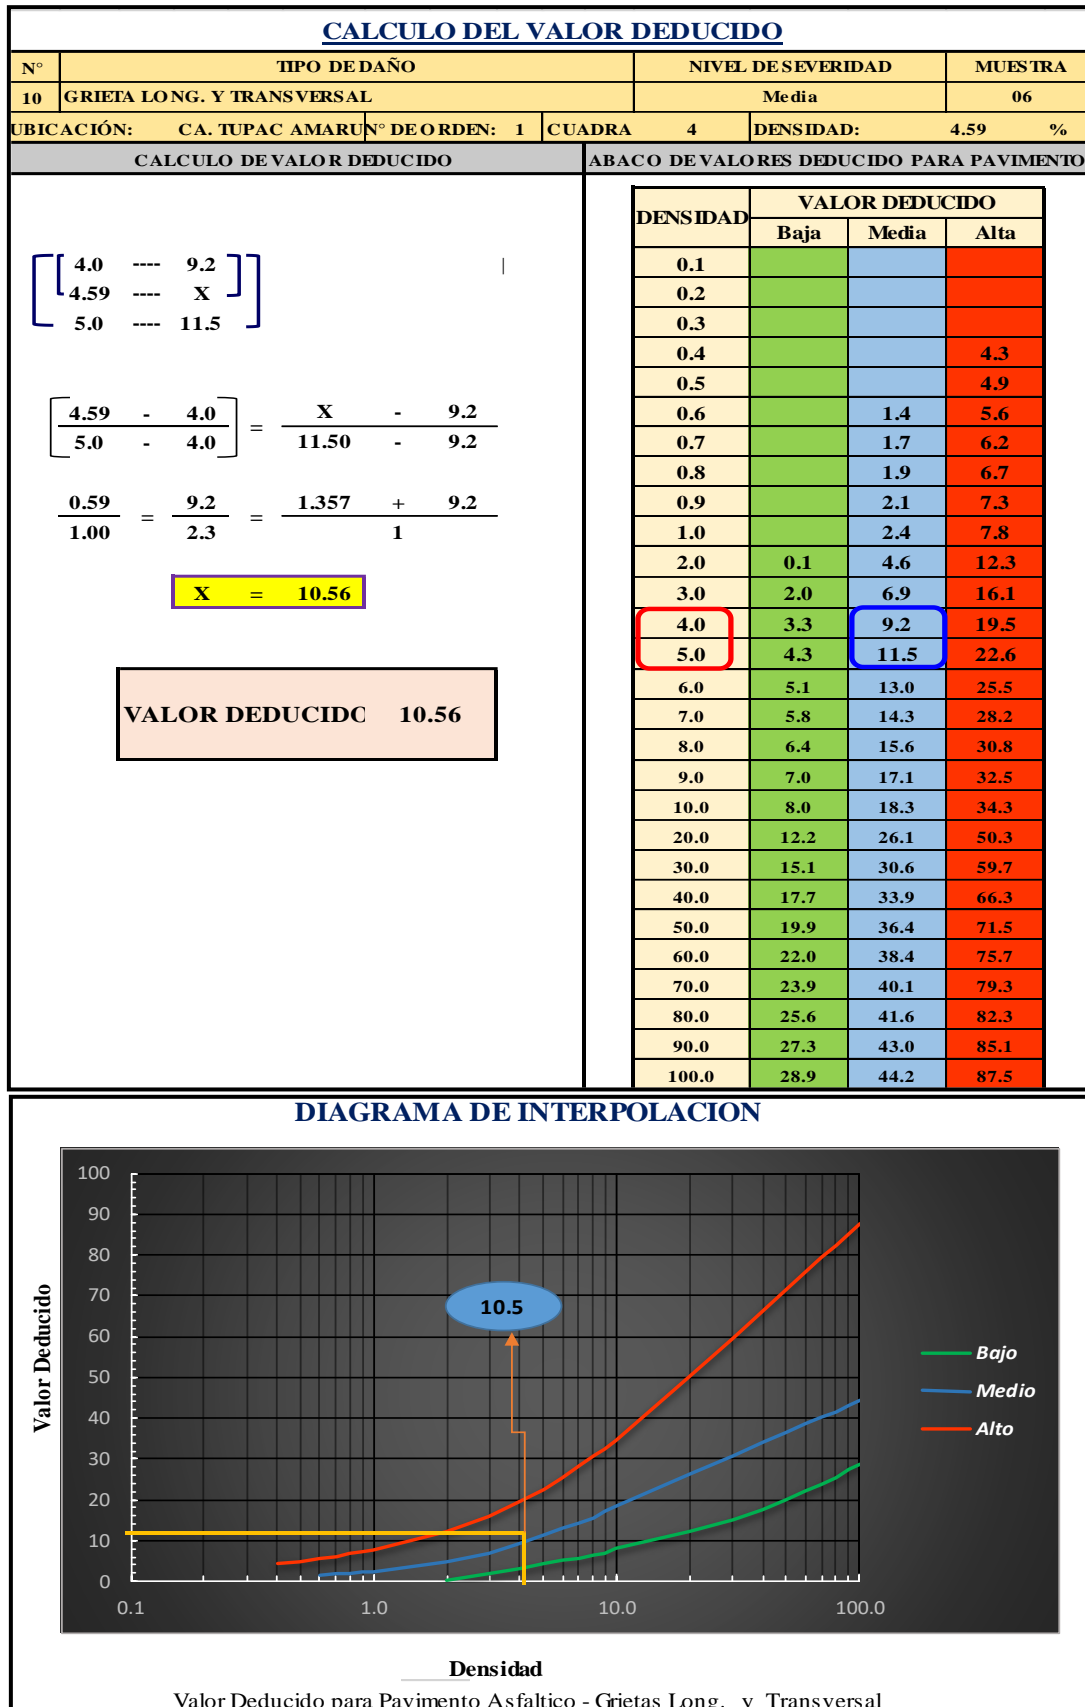 CALCULO DEL VALOR DEDUCIDO
N° TIPO DE DAÑO NIVEL DE SEVERIDAD MUESTRA
10 GRIETA LONG. Y TRANSVERSAL Media 06
UBICACIÓN: CA. TUPAC AMARU N° DE ORDEN: 1 CUADRA 4 DENSIDAD: 4.59 %
CALCULO DE VALOR DEDUCIDO
4.0 ---- 9.2
4.59 ---- X
5.0 ---- 11.5
4.59 - 4.0 = X - 9.2
5.0 - 4.0 11.50 - 9.2
0.59 = 9.2 = 1.357 + 9.2
1.00 2.3 1
X = 10.56
VALOR DEDUCIDO 10.56
ABACO DE VALORES DEDUCIDO PARA PAVIMENTO
DENSIDAD VALOR DEDUCIDO
Baja Media Alta
0.1
0.2
0.3
0.4 4.3
0.5 4.9
0.6 1.4 5.6
0.7 1.7 6.2
0.8 1.9 6.7
0.9 2.1 7.3
1.0 2.4 7.8
2.0 0.1 4.6 12.3
3.0 2.0 6.9 16.1
4.0 3.3 9.2 19.5
5.0 4.3 11.5 22.6
6.0 5.1 13.0 25.5
7.0 5.8 14.3 28.2
8.0 6.4 15.6 30.8
9.0 7.0 17.1 32.5
10.0 8.0 18.3 34.3
20.0 12.2 26.1 50.3
30.0 15.1 30.6 59.7
40.0 17.7 33.9 66.3
50.0 19.9 36.4 71.5
60.0 22.0 38.4 75.7
70.0 23.9 40.1 79.3
80.0 25.6 41.6 82.3
90.0 27.3 43.0 85.1
100.0 28.9 44.2 87.5
DIAGRAMA DE INTERPOLACION
Valor Deducido
100
90
80
70
60
50
40
30
20
10
0
10.5
Bajo
Medio
Alto
0.1 1.0 10.0 100.0
Densidad
Valor Deducido para Pavimento Asfaltico - Grietas Long. y Transversal